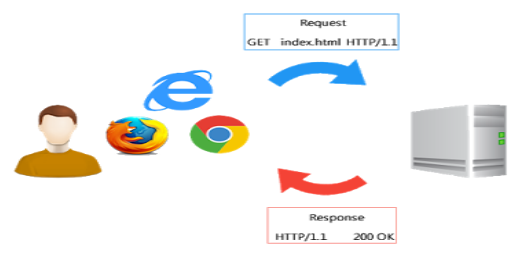 Request
GET index.html HTTP/1.1
Response
HTTP/1.1 200 OK